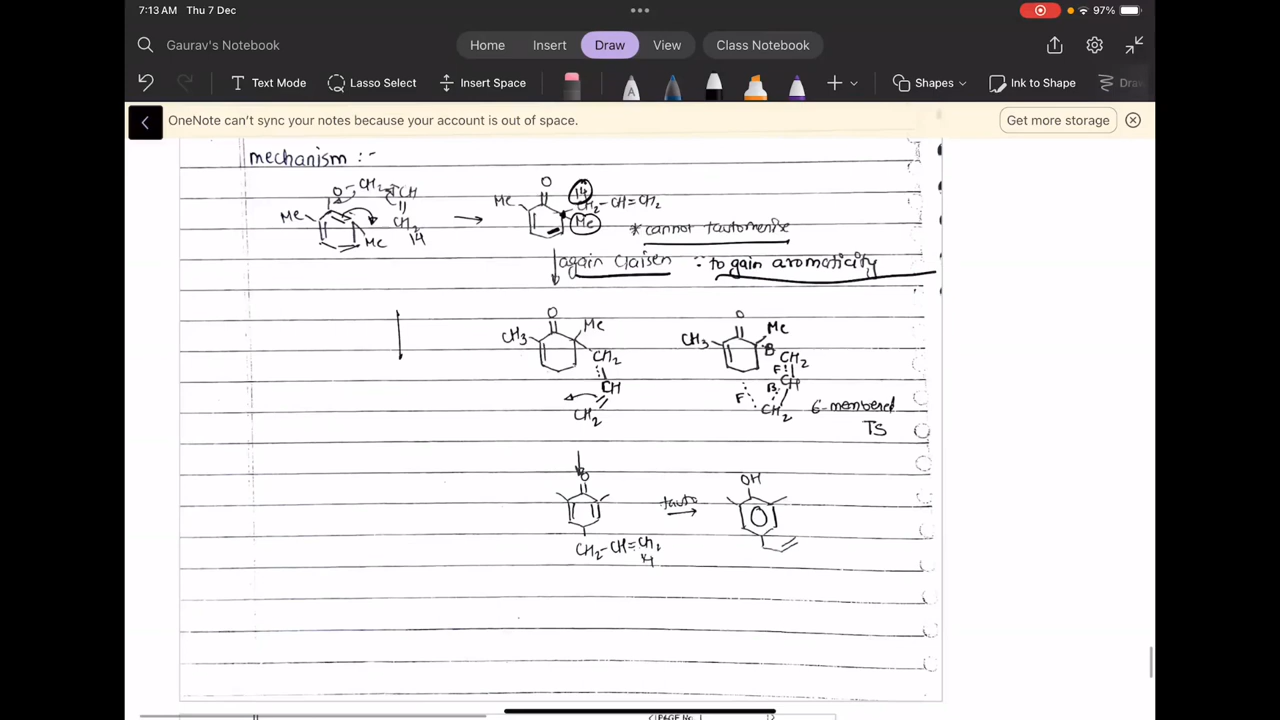 7:13 AM Thu 7 Dec
97%
Gaurav's Notebook
Home Insert Draw View Class Notebook
Text Mode Lasso Select Insert Space Shapes Ink to Shape
OneNote can't sync your notes because your account is out of space. Get more storage
mechanism :-
O CH2 CH
Me
CH2
Me 14
O 14
Me CH2-CH=CH2
Me
*cannot tautomerise
again Claisen ∵ to gain aromaticity
O Me
CH3
CH2
CH
CH2
O Me
CH3 B CH2
F
B CH
F CH2
6-membered
TS
O
tauto
OH
CH2-CH=CH2
14